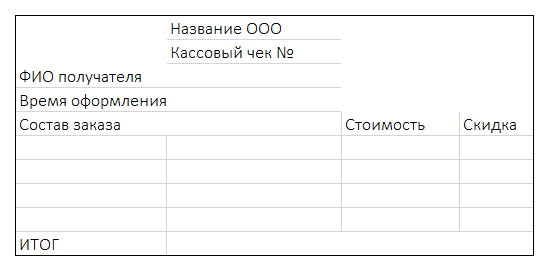 Название ООО
Кассовый чек №
ФИО получателя
Время оформления
Состав заказа Стоимость Скидка
ИТОГ